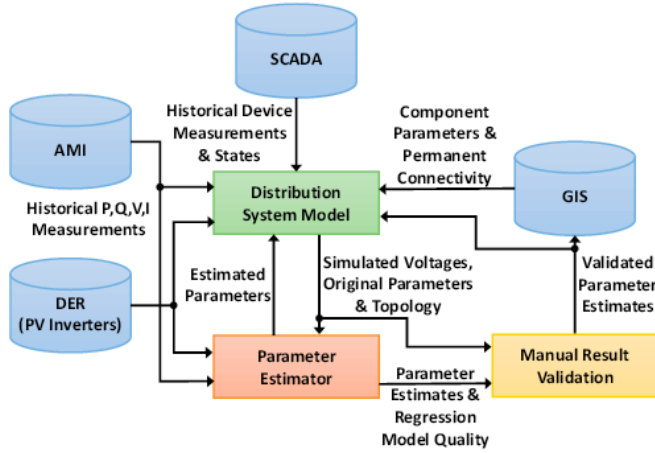 SCADA
AMI
Historical Device
Measurements
& States
Component
Parameters &
Permanent
Connectivity
GIS
Distribution
System Model
Historical P,Q,V,I
Measurements
DER
(PV Inverters)
Estimated
Parameters
Simulated Voltages,
Original Parameters
& Topology
Validated
Parameter
Estimates
Parameter
Estimator
Parameter
Estimates &
Regression
Model Quality
Manual Result
Validation